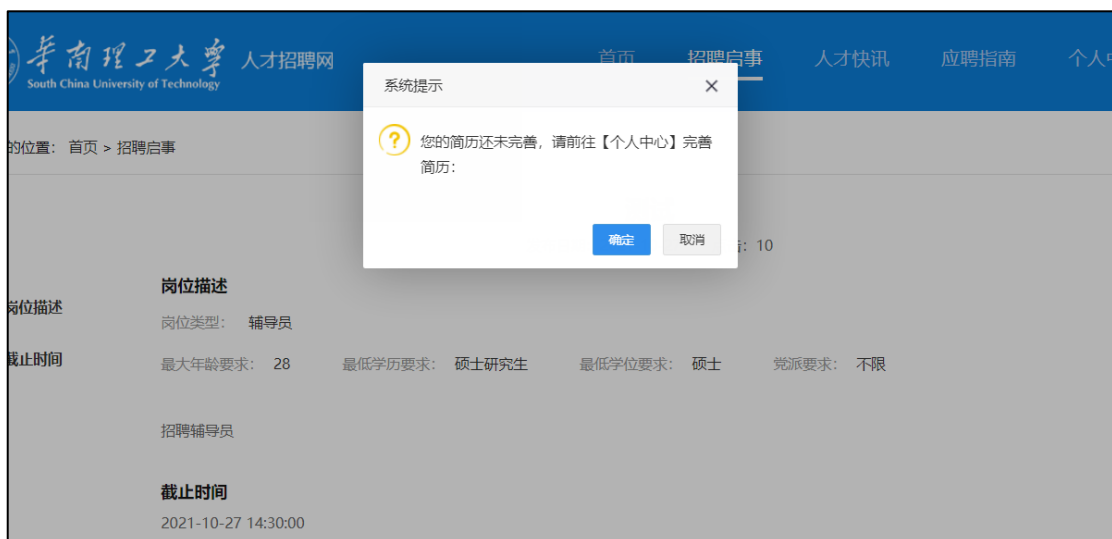 華南理工大學 人才招聘网
South China University of Technology
首页 招聘启事 人才快讯 应聘指南 个人
系统提示
您的简历还未完善，请前往【个人中心】完善
简历：
确定 取消
的位置： 首页 > 招聘启事
：10
岗位描述
岗位描述
岗位类型： 辅导员
截止时间
最大年龄要求： 28 最低学历要求： 硕士研究生 最低学位要求： 硕士 党派要求： 不限
招聘辅导员
截止时间
2021-10-27 14:30:00